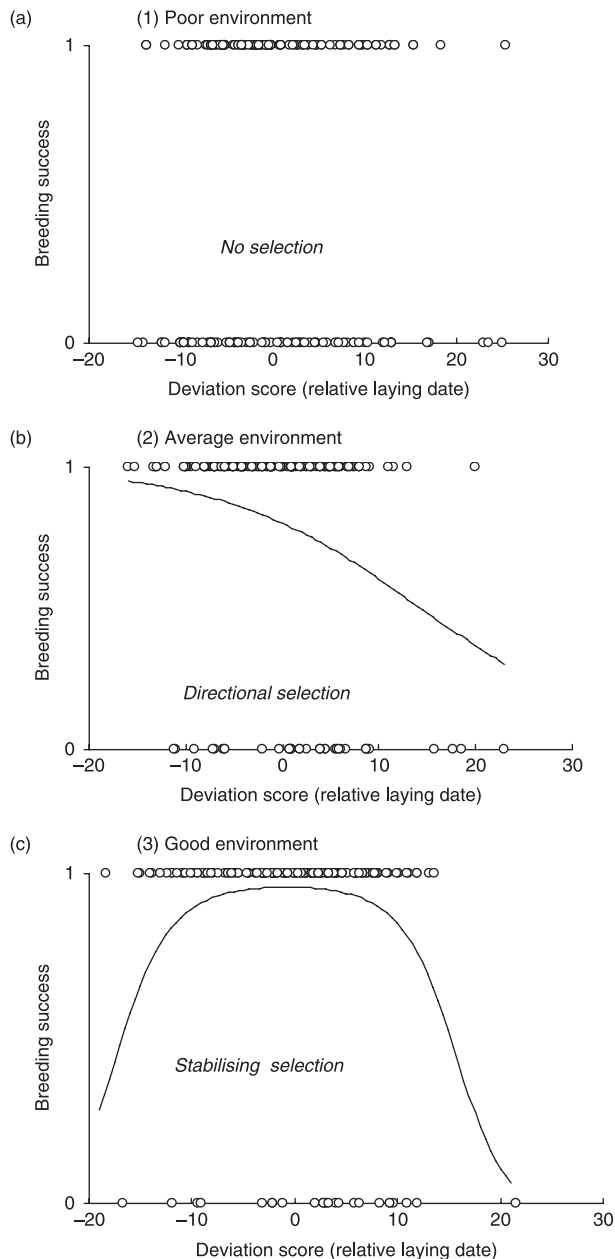 (a) (1) Poor environment
1
Breeding success
No selection
0
−20 −10 0 10 20 30
Deviation score (relative laying date)
(b) (2) Average environment
1
Breeding success
Directional selection
0
−20 −10 0 10 20 30
Deviation score (relative laying date)
(c) (3) Good environment
1
Breeding success
Stabilising selection
0
−20 −10 0 10 20 30
Deviation score (relative laying date)